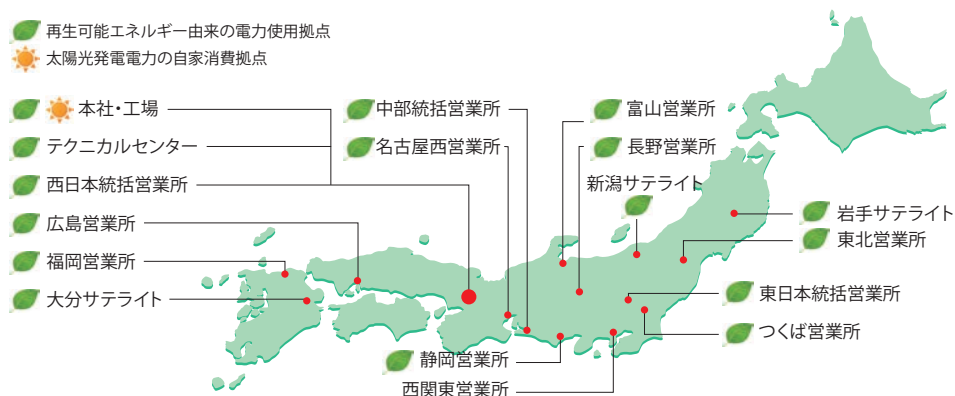 再生可能エネルギー由来の電力使用拠点
太陽光発電電力の自家消費拠点
本社・工場
テクニカルセンター
西日本統括営業所
広島営業所
福岡営業所
大分サテライト
中部統括営業所
名古屋西営業所
富山営業所
長野営業所
新潟サテライト
岩手サテライト
東北営業所
東日本統括営業所
つくば営業所
静岡営業所
西関東営業所